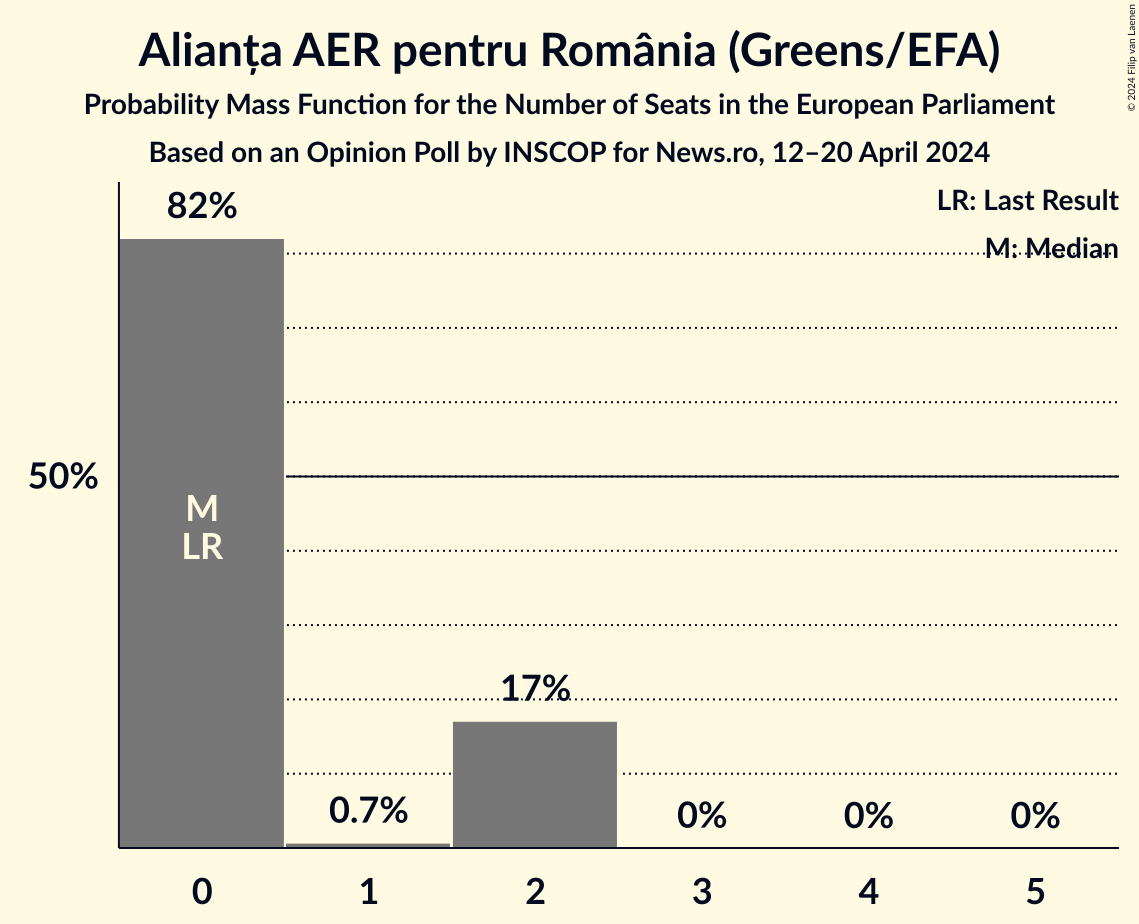 Alianța AER pentru România (Greens/EFA)
Probability Mass Function for the Number of Seats in the European Parliament
Based on an Opinion Poll by INSCOP for News.ro, 12–20 April 2024
© 2024 Filip van Laenen
LR: Last Result
M: Median
82%
50%
M
LR
17%
0.7%
0%
0%
0%
0
1
2
3
4
5